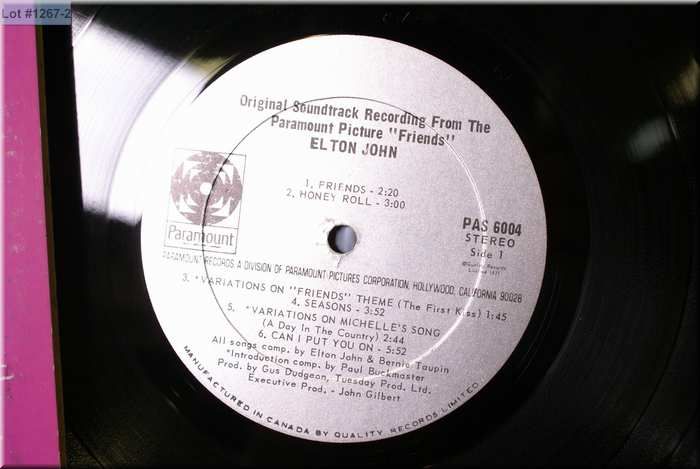 Lot #1267-2
Original Soundtrack Recording From The
Paramount Picture "Friends"
ELTON JOHN
1. FRIENDS - 2:20
2. HONEY ROLL - 3:00
Paramount
PAS 6004
STEREO
Side 1
PARAMOUNT RECORDS, A DIVISION OF PARAMOUNT PICTURES CORPORATION, HOLLYWOOD, CALIFORNIA 90028
3. *VARIATIONS ON "FRIENDS" THEME (The First Kiss) 1:45
4. SEASONS - 3:52
5. *VARIATIONS ON MICHELLE'S SONG
(A Day In The Country) 2:44
6. CAN I PUT YOU ON - 5:52
All songs comp. by Elton John & Bernie Taupin
*Introduction comp. by Paul Buckmaster
Prod. by Gus Dudgeon, Tuesday Prod. Ltd.
Executive Prod. - John Gilbert
MANUFACTURED IN CANADA BY QUALITY RECORDS LIMITED